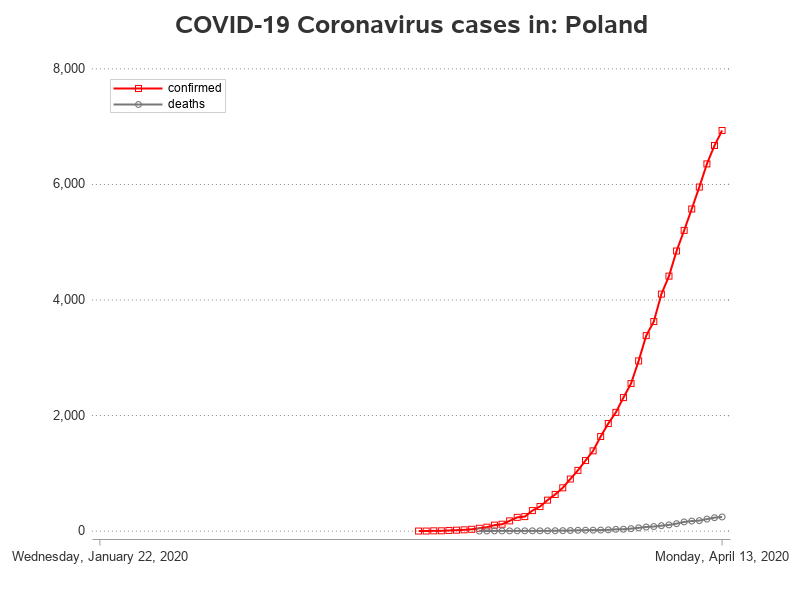 COVID-19 Coronavirus cases in: Poland
8,000
confirmed
deaths
6,000
4,000
2,000
0
Wednesday, January 22, 2020
Monday, April 13, 2020